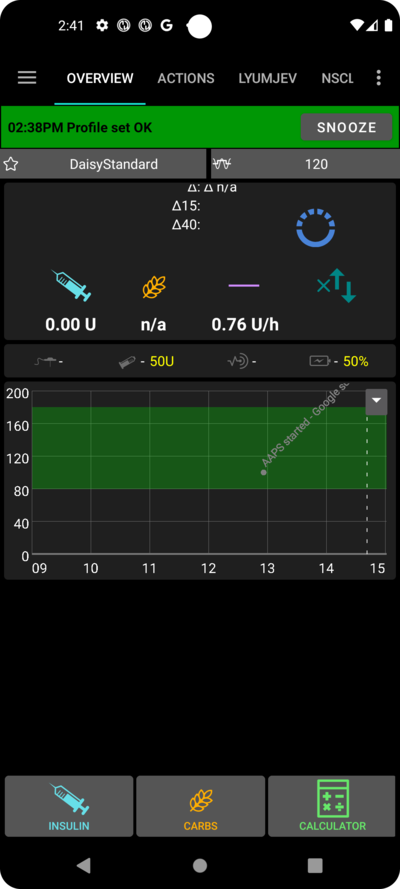 2:41
OVERVIEW
ACTIONS
LYUMJEV
NSCL
02:38PM Profile set OK
SNOOZE
DaisyStandard
120
Δ: Δ n/a
Δ15:
Δ40:
0.00 U
n/a
0.76 U/h
-
- 50U
-
- 50%
200
160
120
80
40
0
AAPS started - Google
09
10
11
12
13
14
15
INSULIN
CARBS
CALCULATOR